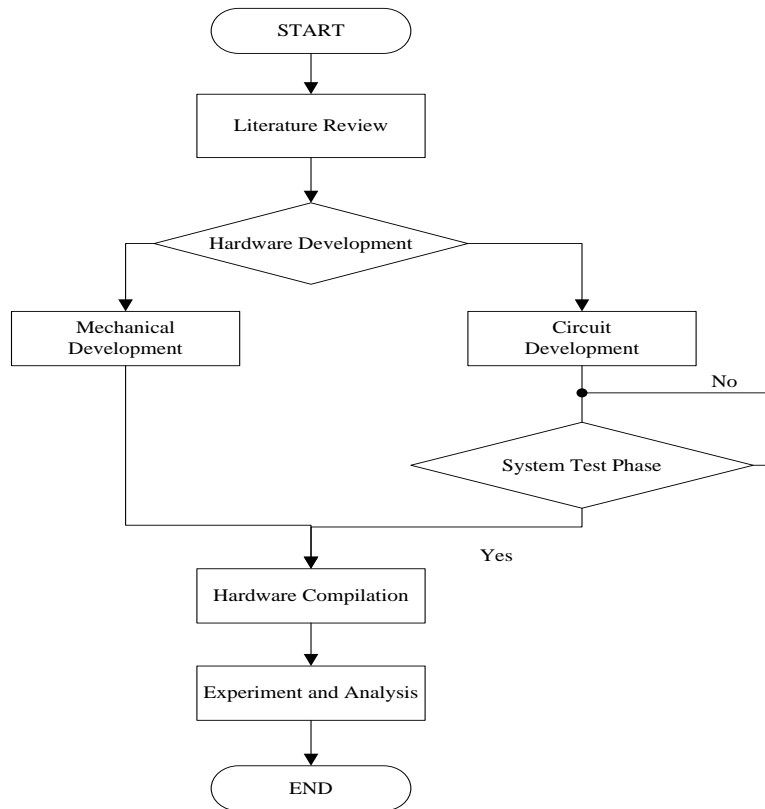 START
Literature Review
Hardware Development
Mechanical
Development
Circuit
Development
No
System Test Phase
Yes
Hardware Compilation
Experiment and Analysis
END